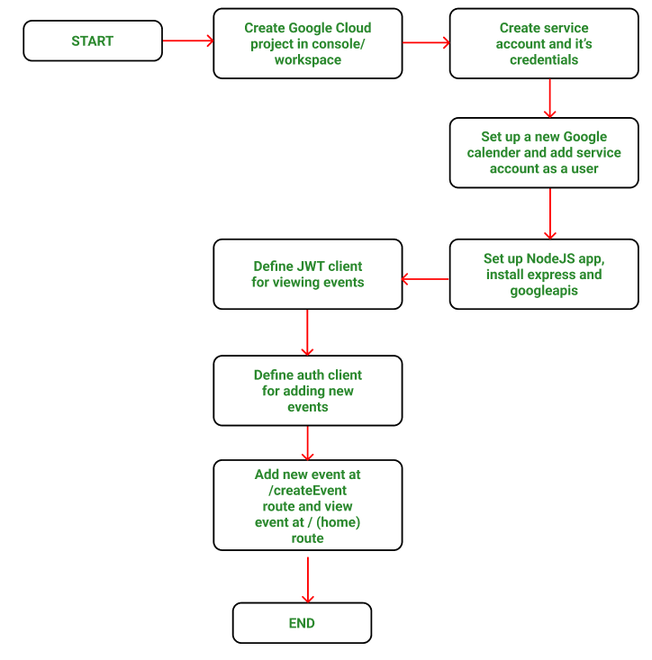 START
Create Google Cloud
project in console/
workspace
Create service
account and it's
credentials
Set up a new Google
calender and add service
account as a user
Set up NodeJS app,
install express and
googleapis
Define JWT client
for viewing events
Define auth client
for adding new
events
Add new event at
/createEvent
route and view
event at / (home)
route
END